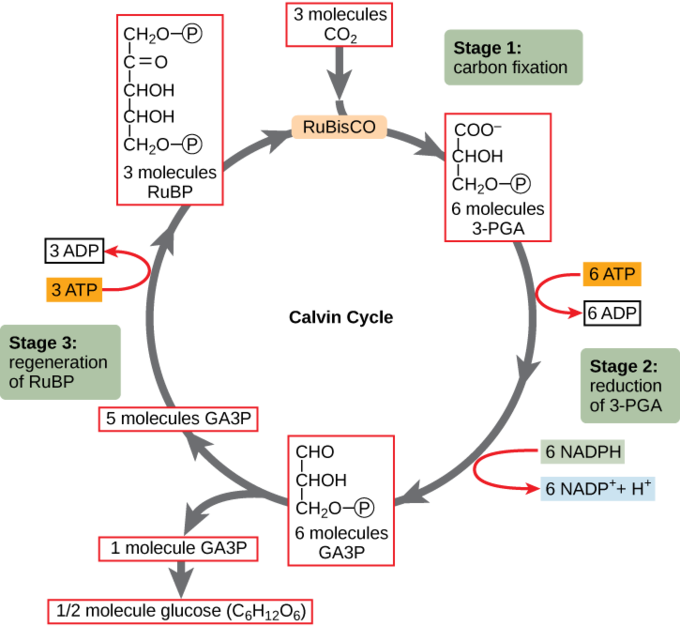 3 molecules
CO₂
Stage 1:
carbon fixation
RuBisCO
CH₂O–Ⓟ
C=O
CHOH
CHOH
CH₂O–Ⓟ
3 molecules
RuBP
COO⁻
CHOH
CH₂O–Ⓟ
6 molecules
3-PGA
3 ADP
3 ATP
6 ATP
6 ADP
Calvin Cycle
Stage 3:
regeneration
of RuBP
Stage 2:
reduction
of 3-PGA
5 molecules GA3P
6 NADPH
6 NADP⁺+ H⁺
CHO
CHOH
CH₂O–Ⓟ
6 molecules
GA3P
1 molecule GA3P
1/2 molecule glucose (C₆H₁₂O₆)